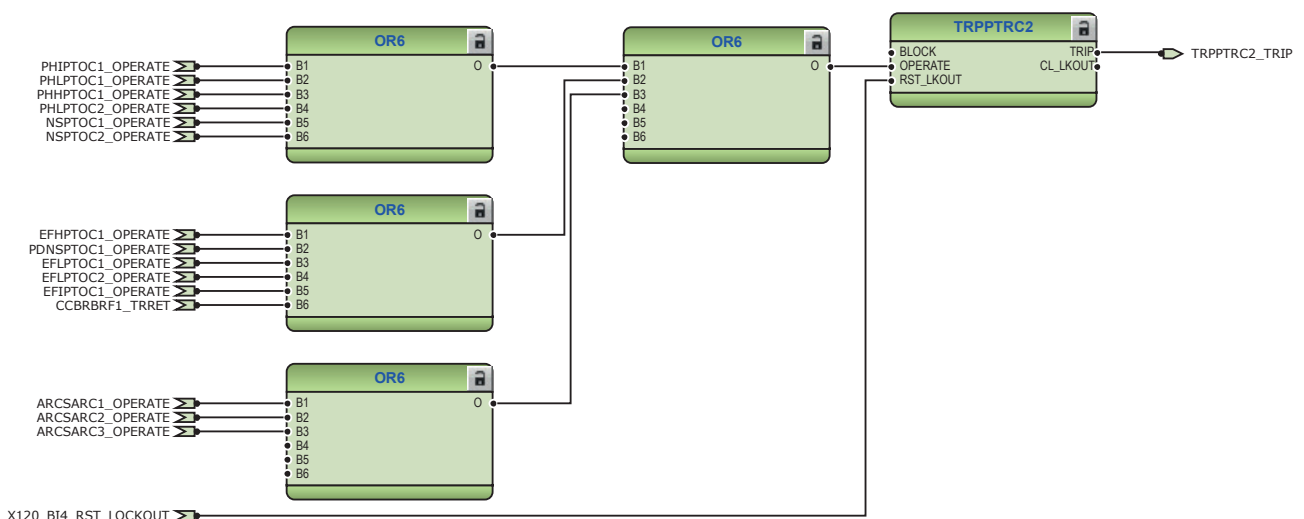 OR6
PHIPTOC1_OPERATE B1 O
PHLPTOC1_OPERATE B2
PHHPTOC1_OPERATE B3
PHLPTOC2_OPERATE B4
NSPTOC1_OPERATE B5
NSPTOC2_OPERATE B6
OR6
B1 O
B2
B3
B4
B5
B6
TRPPTRC2
BLOCK TRIP
OPERATE CL_LKOUT
RST_LKOUT
TRPPTRC2_TRIP
OR6
EFHPTOC1_OPERATE B1 O
PDNSPTOC1_OPERATE B2
EFLPTOC1_OPERATE B3
EFLPTOC2_OPERATE B4
EFIPTOC1_OPERATE B5
CCBRBRF1_TRRET B6
OR6
ARCSARC1_OPERATE B1 O
ARCSARC2_OPERATE B2
ARCSARC3_OPERATE B3
B4
B5
B6
X120_BI4_RST_LOCKOUT